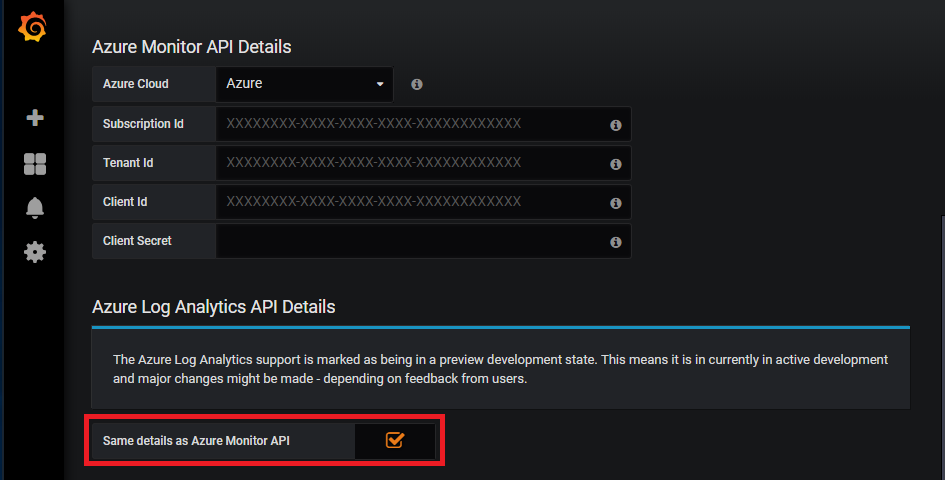 Azure Monitor API Details
Azure Cloud Azure
Subscription Id XXXXXXXX-XXXX-XXXX-XXXX-XXXXXXXXXXXX
Tenant Id XXXXXXXX-XXXX-XXXX-XXXX-XXXXXXXXXXXX
Client Id XXXXXXXX-XXXX-XXXX-XXXX-XXXXXXXXXXXX
Client Secret
Azure Log Analytics API Details
The Azure Log Analytics support is marked as being in a preview development state. This means it is in currently in active development
and major changes might be made - depending on feedback from users.
Same details as Azure Monitor API